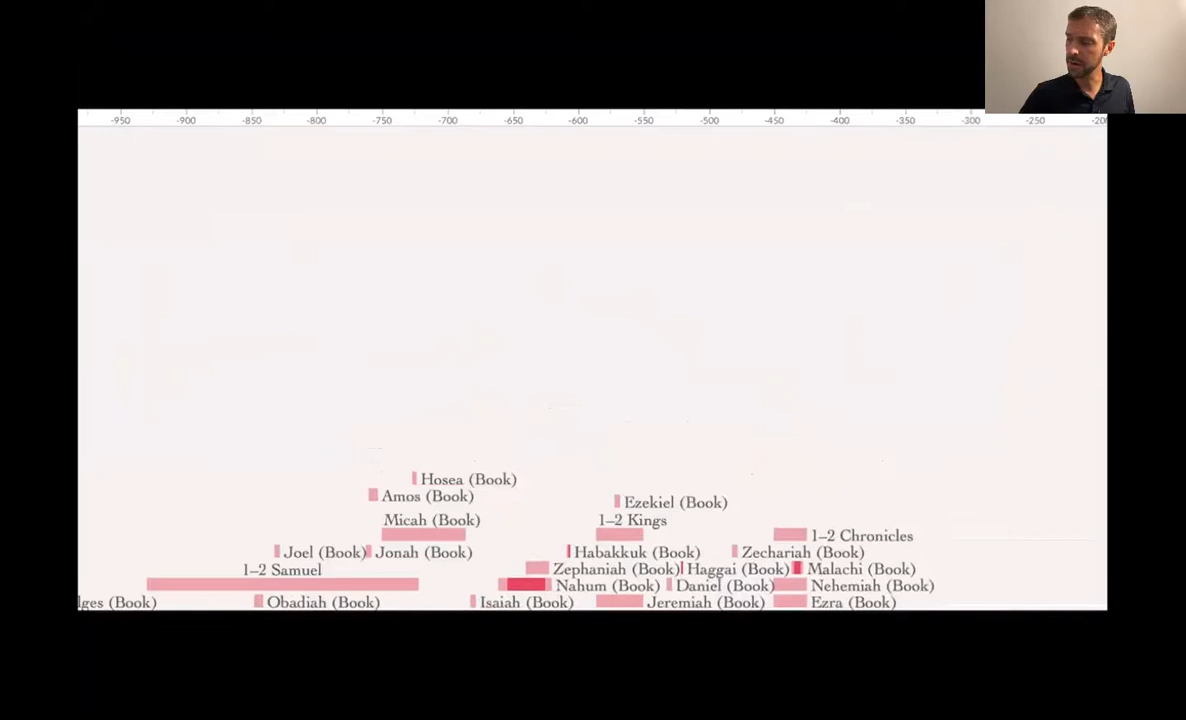 -950 -900 -850 -800 -750 -700 -650 -600 -550 -500 -450 -400 -350 -300 -250 -20
Hosea (Book)
Amos (Book) Ezekiel (Book)
Micah (Book) 1–2 Kings
1–2 Chronicles
Joel (Book) Jonah (Book) Habakkuk (Book) Zechariah (Book)
1–2 Samuel Zephaniah (Book) Haggai (Book) Malachi (Book)
Nahum (Book) Daniel (Book) Nehemiah (Book)
lges (Book) Obadiah (Book) Isaiah (Book) Jeremiah (Book) Ezra (Book)